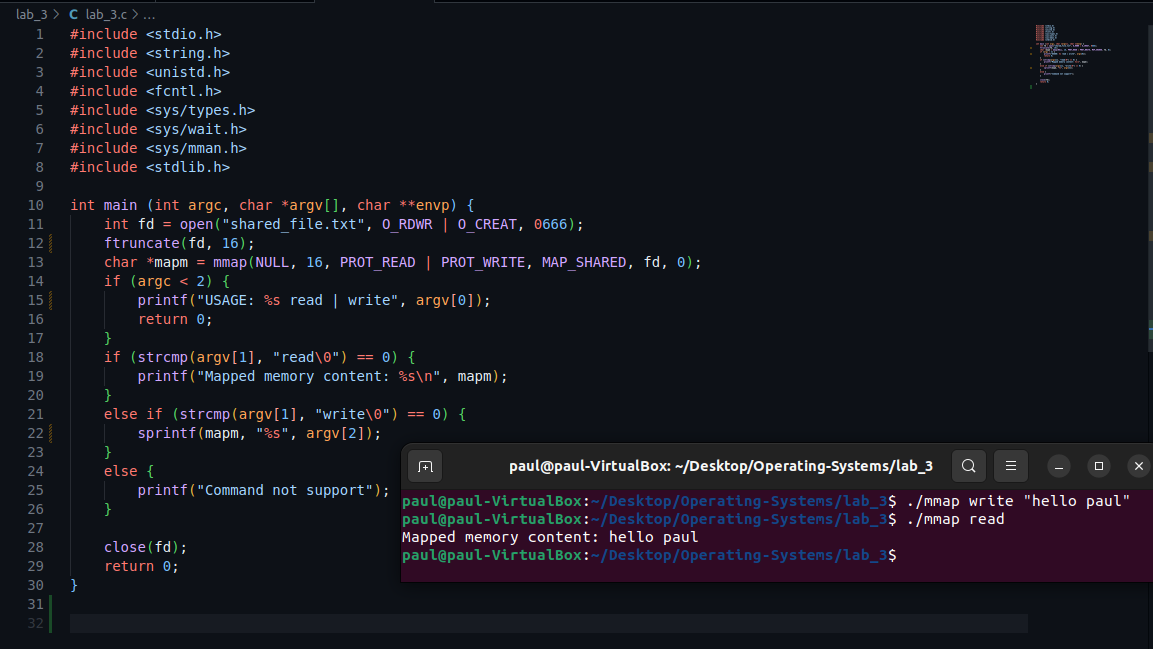 lab_3 > C lab_3.c > ...
1 #include <stdio.h>
2 #include <string.h>
3 #include <unistd.h>
4 #include <fcntl.h>
5 #include <sys/types.h>
6 #include <sys/wait.h>
7 #include <sys/mman.h>
8 #include <stdlib.h>
9
10 int main (int argc, char *argv[], char **envp) {
11     int fd = open("shared_file.txt", O_RDWR | O_CREAT, 0666);
12     ftruncate(fd, 16);
13     char *mapm = mmap(NULL, 16, PROT_READ | PROT_WRITE, MAP_SHARED, fd, 0);
14     if (argc < 2) {
15         printf("USAGE: %s read | write", argv[0]);
16         return 0;
17     }
18     if (strcmp(argv[1], "read\0") == 0) {
19         printf("Mapped memory content: %s\n", mapm);
20     }
21     else if (strcmp(argv[1], "write\0") == 0) {
22         sprintf(mapm, "%s", argv[2]);
23     }
24     else {
25         printf("Command not support");
26     }
27
28     close(fd);
29     return 0;
30 }
31
32
paul@paul-VirtualBox: ~/Desktop/Operating-Systems/lab_3
paul@paul-VirtualBox:~/Desktop/Operating-Systems/lab_3$ ./mmap write "hello paul"
paul@paul-VirtualBox:~/Desktop/Operating-Systems/lab_3$ ./mmap read
Mapped memory content: hello paul
paul@paul-VirtualBox:~/Desktop/Operating-Systems/lab_3$